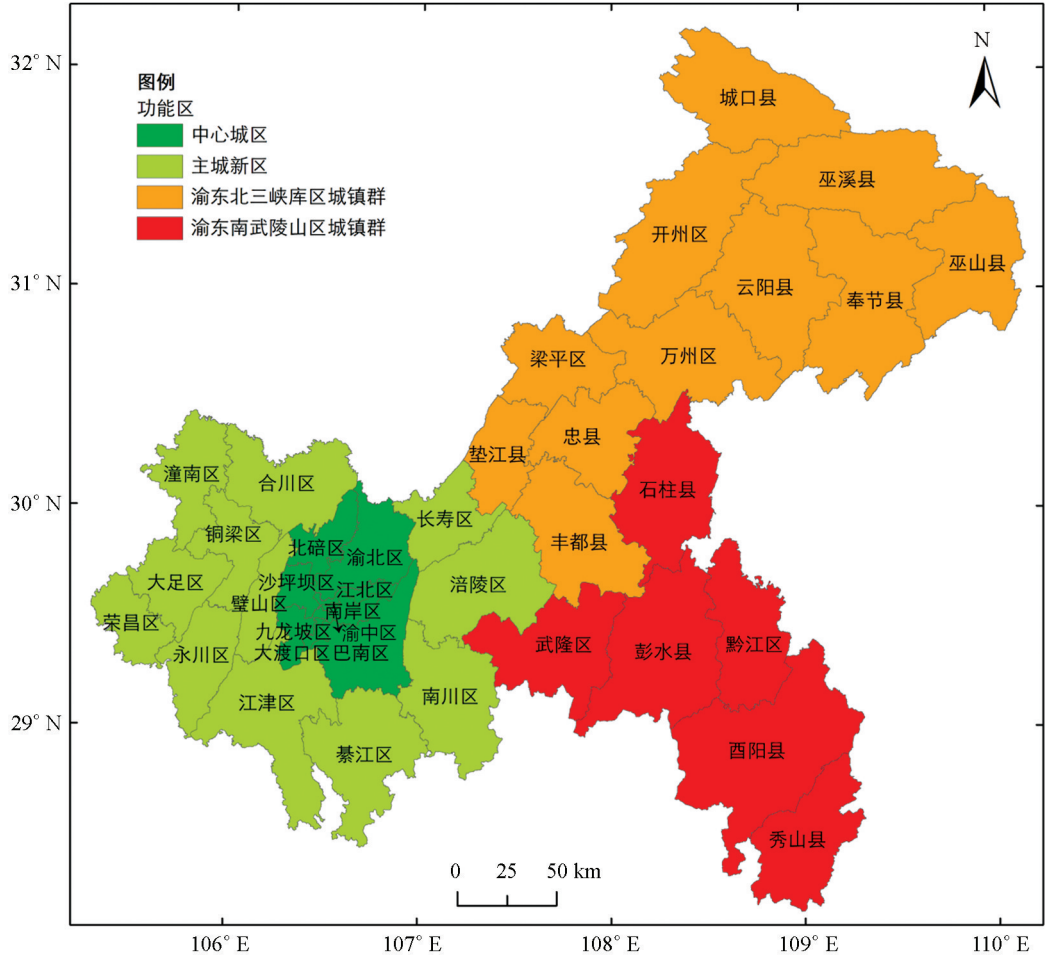 32° N
31° N
30° N
29° N
图例
功能区
中心城区
主城新区
渝东北三峡库区城镇群
渝东南武陵山区城镇群
N
城口县
巫溪县
开州区
巫山县
云阳县
奉节县
梁平区
万州区
忠县
垫江县
潼南区
合川区
石柱县
长寿区
铜梁区
丰都县
北碚区
渝北区
大足区
沙坪坝区
江北区
涪陵区
璧山区
南岸区
荣昌区
九龙坡区
渝中区
武隆区
彭水县
黔江区
永川区
大渡口区
巴南区
江津区
南川区
綦江区
酉阳县
秀山县
0 25 50 km
106° E 107° E 108° E 109° E 110° E